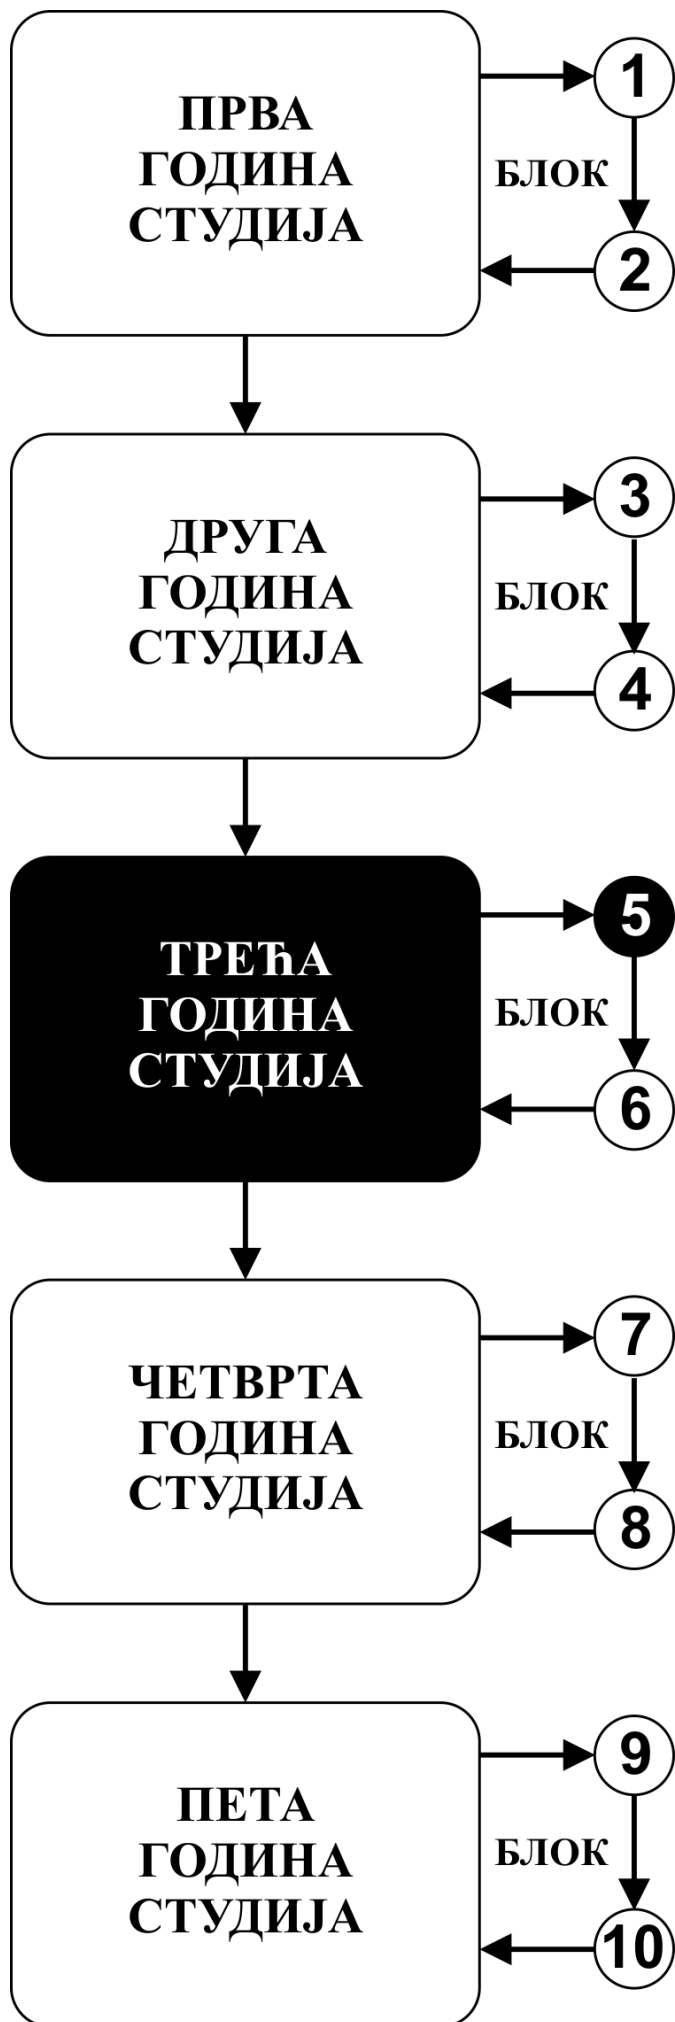 ПРВА
ГОДИНА
СТУДИЈА
1
БЛОК
2
ДРУГА
ГОДИНА
СТУДИЈА
3
БЛОК
4
ТРЕЋА
ГОДИНА
СТУДИЈА
5
БЛОК
6
ЧЕТВРТА
ГОДИНА
СТУДИЈА
7
БЛОК
8
ПЕТА
ГОДИНА
СТУДИЈА
9
БЛОК
10